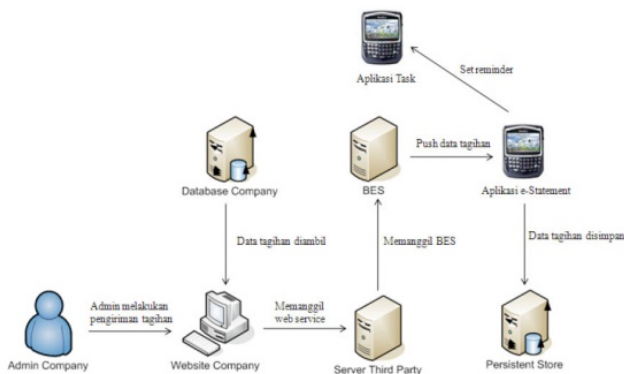 Aplikasi Task
Set reminder
Database Company
BES
Push data tagihan
Aplikasi e-Statement
Data tagihan diambil
Memanggil BES
Data tagihan disimpan
Admin melakukan
pengiriman tagihan
Memanggil
web service
Admin Company
Website Company
Server Third Party
Persistent Store